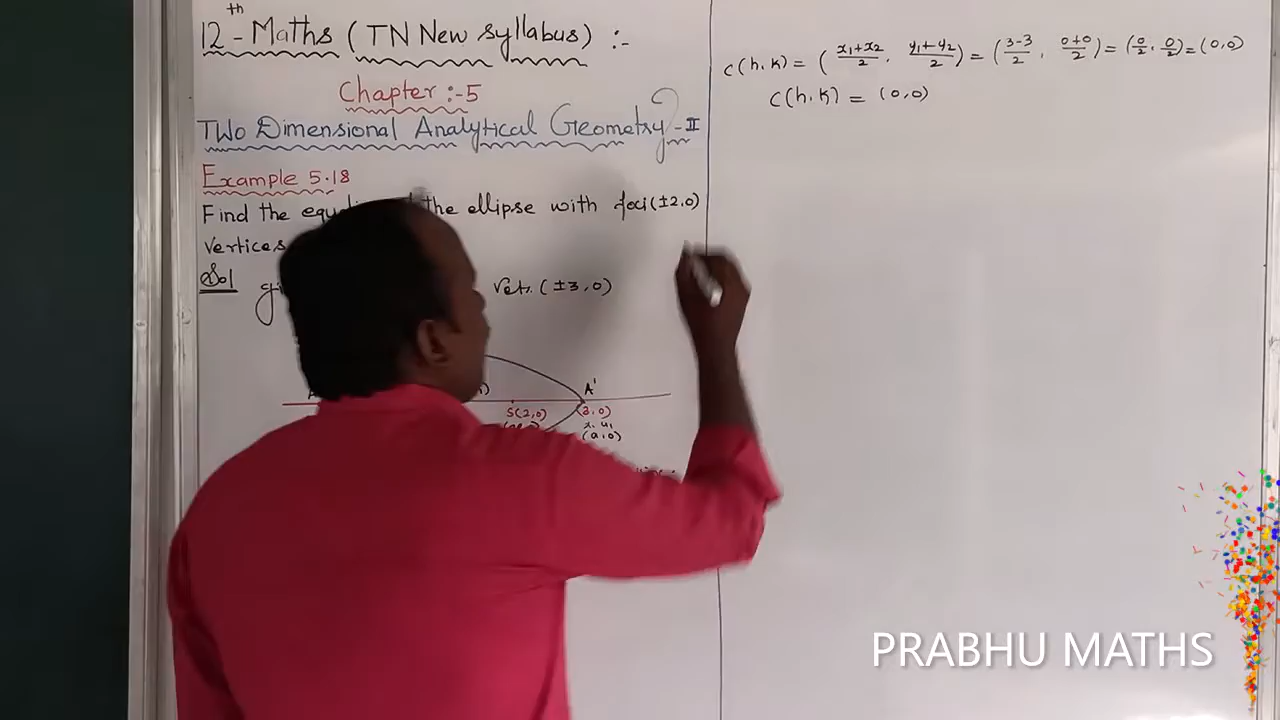 12th - Maths (TN New syllabus) :-
Chapter :- 5
TWO Dimensional Analytical Geometry - II
Example 5.18
Find the the ellipse with foci (±2,0)
Vertices
Sol
(±3,0)
A'
S(2,0) (3,0)
x1 y1
(a,0)
C(h,k) = ( x1+x2/2, y1+y2/2 ) = ( 3-3/2, 0+0/2 ) = ( 0/2, 0/2 ) = (0,0)
C(h,k) = (0,0)
PRABHU MATHS